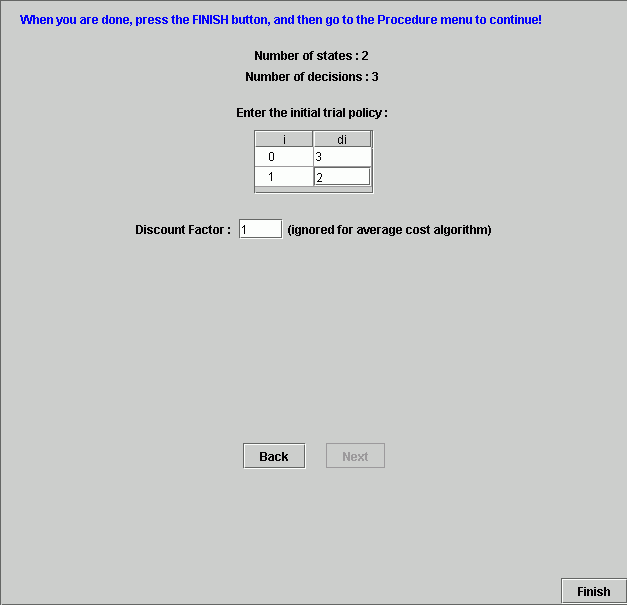 When you are done, press the FINISH button, and then go to the Procedure menu to continue!
Number of states : 2
Number of decisions : 3
Enter the initial trial policy :
i di
0 3
1 2
Discount Factor : 1 (ignored for average cost algorithm)
Back Next
Finish